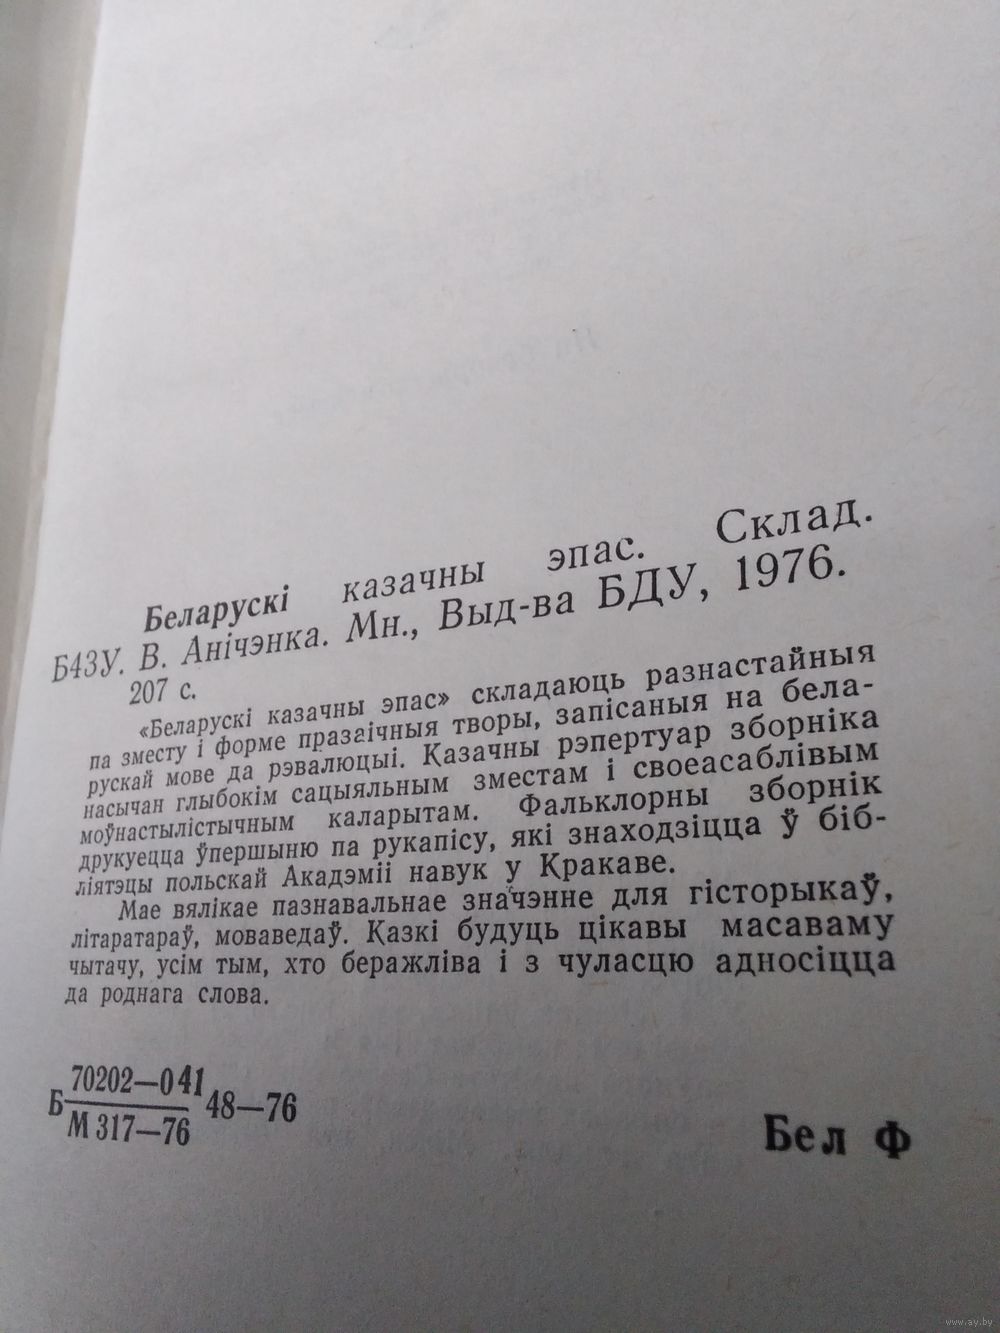 Беларускі казачны эпас. Склад.
Б43У. В. Анічэнка. Мн., Выд-ва БДУ, 1976.
207 с.
«Беларускі казачны эпас» складаюць разнастайныя
па зместу і форме празаічныя творы, запісаныя на бела-
рускай мове да рэвалюцыі. Казачны рэпертуар зборніка
насычан глыбокім сацыяльным зместам і своеасаблівым
моўнастылістычным каларытам. Фальклорны зборнік
друкуецца ўпершыню па рукапісу, які знаходзіцца ў біб-
ліятэцы польскай Акадэміі навук у Кракаве.
Мае вялікае пазнавальнае значэнне для гісторыкаў,
літаратараў, моваведаў. Казкі будуць цікавы масаваму
чытачу, усім тым, хто беражліва і з чуласцю адносіцца
да роднага слова.
70202—041
Б 48—76
М 317—76
Бел Ф
www.ay.by